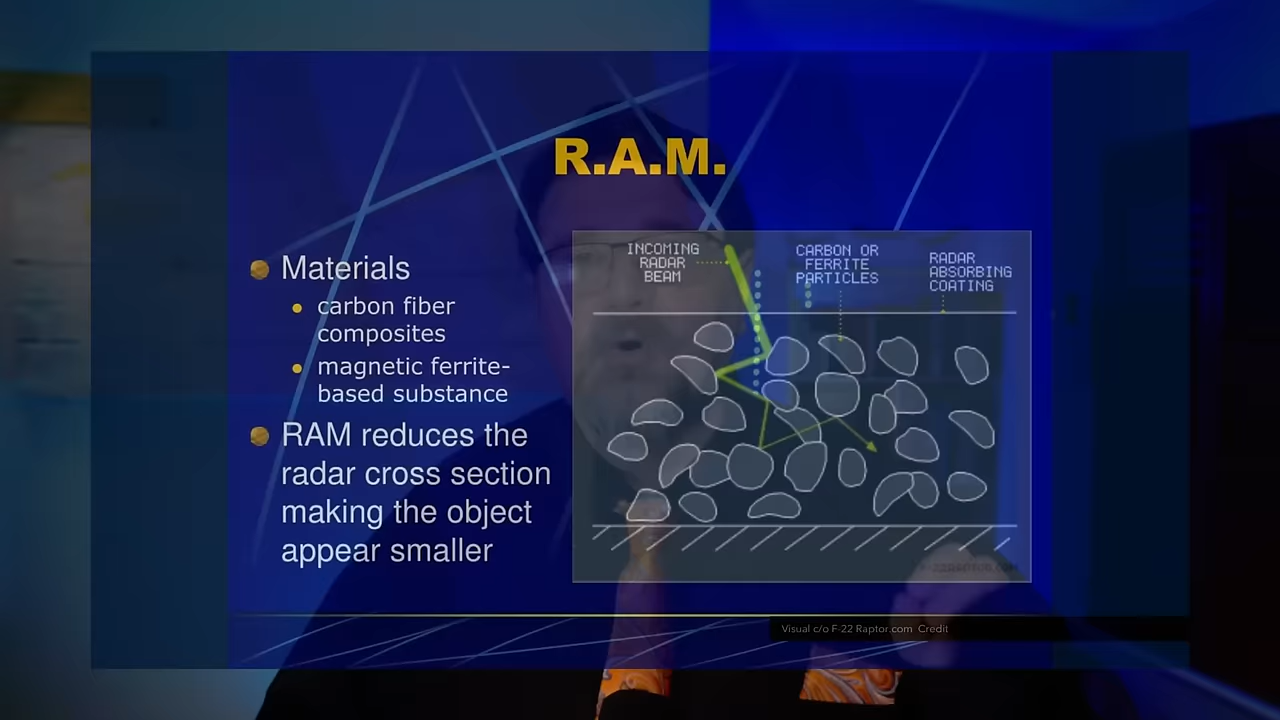 R.A.M.
Materials
carbon fiber
composites
magnetic ferrite-
based substance
RAM reduces the
radar cross section
making the object
appear smaller
INCOMING
RADAR
BEAM
CARBON OR
FERRITE
PARTICLES
RADAR
ABSORBING
COATING
Visual c/o F-22 Raptor.com Credit